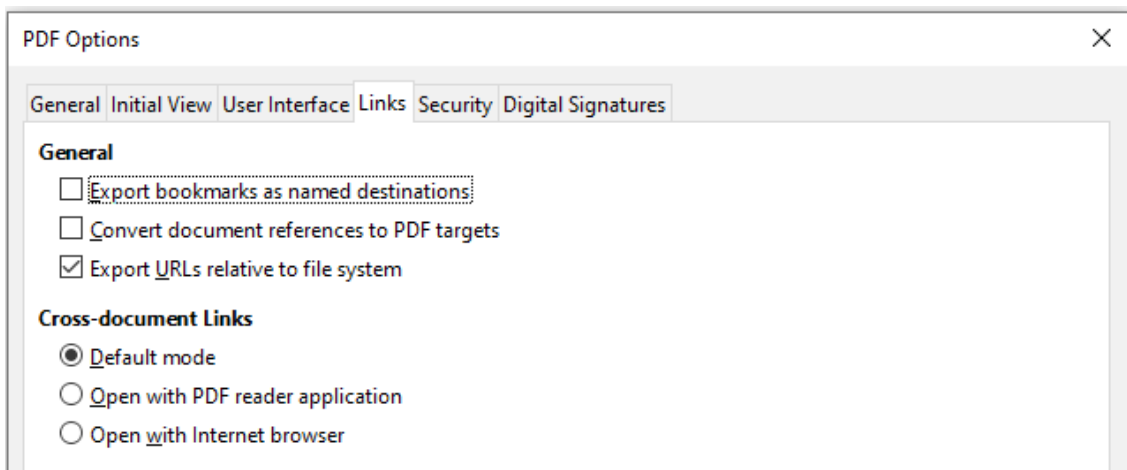 PDF Options
General Initial View User Interface Links Security Digital Signatures
General
Export bookmarks as named destinations
Convert document references to PDF targets
Export URLs relative to file system
Cross-document Links
Default mode
Open with PDF reader application
Open with Internet browser